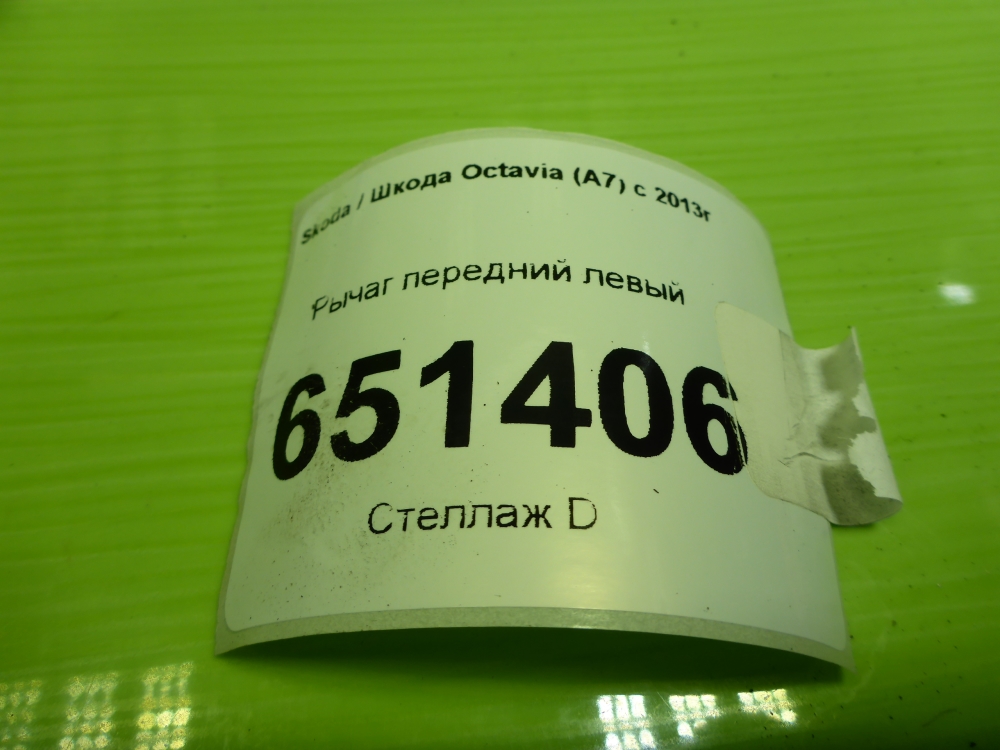 Skoda / Шкода Octavia (A7) с 2013г
Рычаг передний левый
651406
Стеллаж D